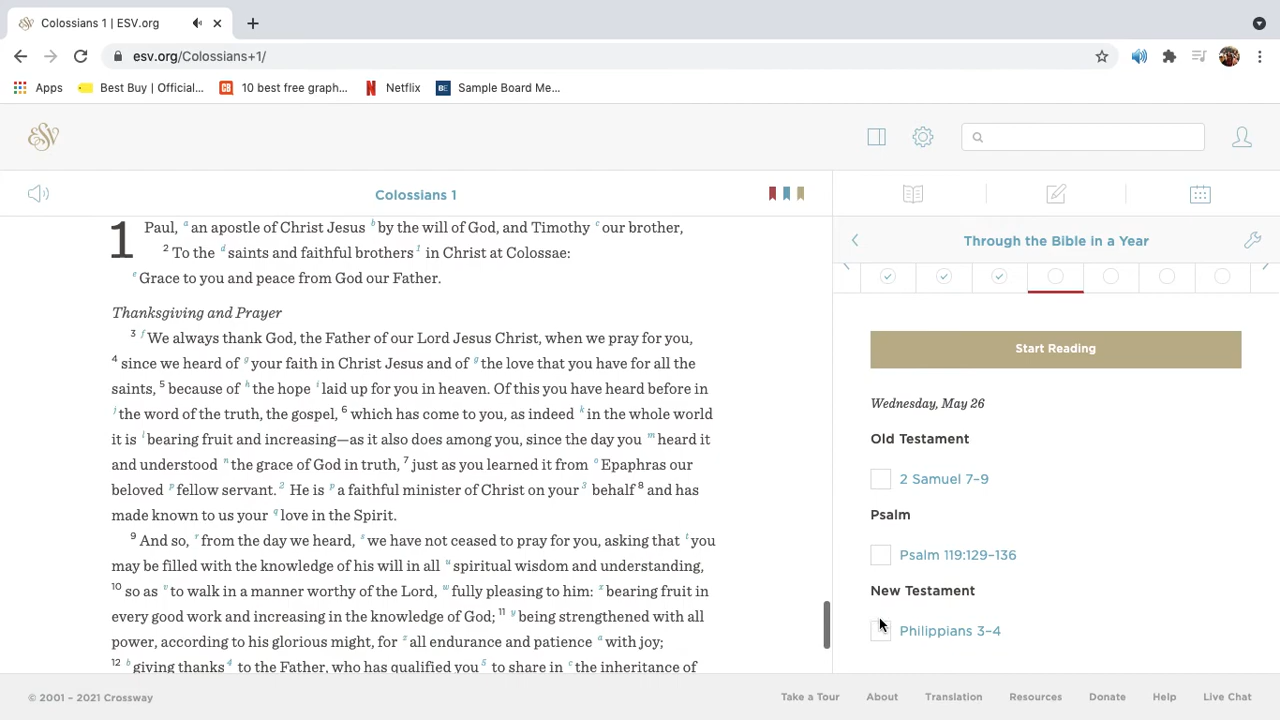 Colossians 1 | ESV.org
esv.org/Colossians+1/
Apps
Best Buy | Official...
CB
10 best free graph...
Netflix
BE
Sample Board Me...
ESV
Colossians 1
1 Paul, a an apostle of Christ Jesus b by the will of God, and Timothy c our brother,
2 To the d saints and faithful brothers 1 in Christ at Colossae:
e Grace to you and peace from God our Father.
Thanksgiving and Prayer
3 f We always thank God, the Father of our Lord Jesus Christ, when we pray for you,
4 since we heard of g your faith in Christ Jesus and of g the love that you have for all the
saints, 5 because of h the hope i laid up for you in heaven. Of this you have heard before in
j the word of the truth, the gospel, 6 which has come to you, as indeed k in the whole world
it is l bearing fruit and increasing—as it also does among you, since the day you m heard it
and understood n the grace of God in truth, 7 just as you learned it from o Epaphras our
beloved p fellow servant. 2 He is p a faithful minister of Christ on your 3 behalf 8 and has
made known to us your q love in the Spirit.
9 And so, r from the day we heard, s we have not ceased to pray for you, asking that t you
may be filled with the knowledge of his will in all u spiritual wisdom and understanding,
10 so as v to walk in a manner worthy of the Lord, w fully pleasing to him: x bearing fruit in
every good work and increasing in the knowledge of God; 11 y being strengthened with all
power, according to his glorious might, for z all endurance and patience a with joy;
12 b giving thanks 4 to the Father, who has qualified you 5 to share in c the inheritance of
Through the Bible in a Year
Start Reading
Wednesday, May 26
Old Testament
2 Samuel 7–9
Psalm
Psalm 119:129–136
New Testament
Philippians 3–4
© 2001 – 2021 Crossway
Take a Tour
About
Translation
Resources
Donate
Help
Live Chat